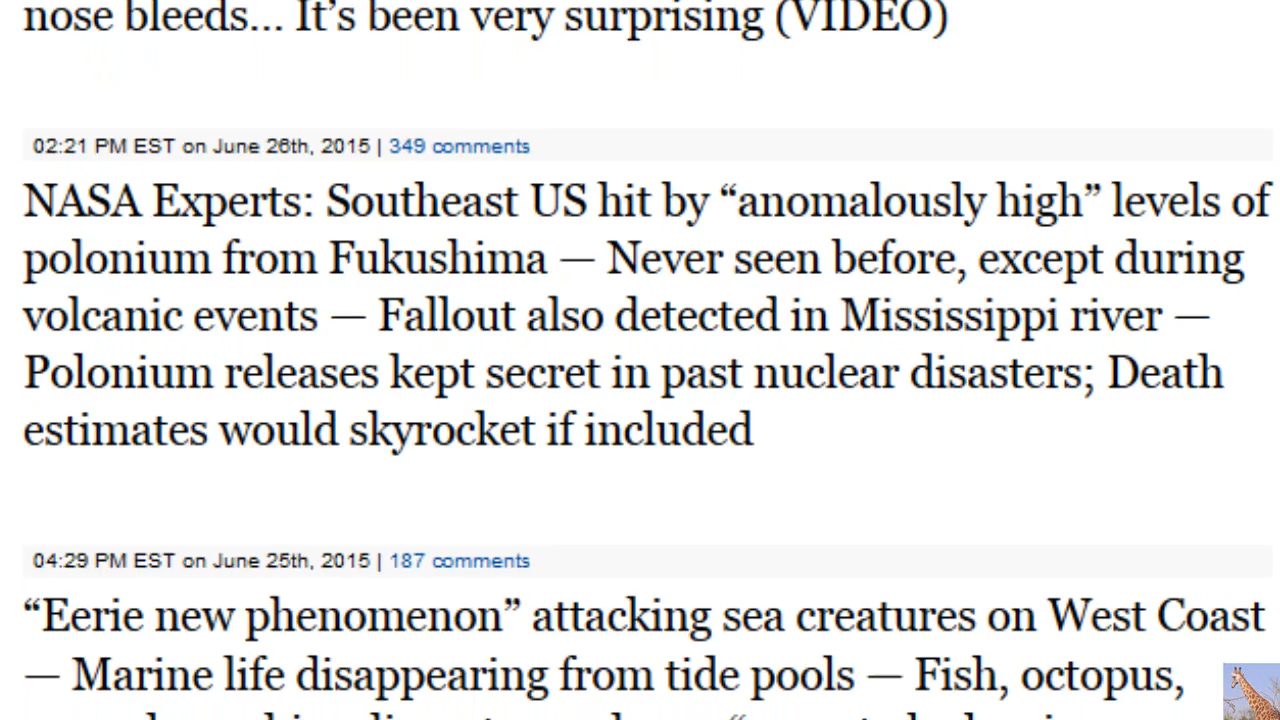 nose bleeds... It's been very surprising (VIDEO)
02:21 PM EST on June 26th, 2015 | 349 comments
NASA Experts: Southeast US hit by “anomalously high” levels of
polonium from Fukushima — Never seen before, except during
volcanic events — Fallout also detected in Mississippi river —
Polonium releases kept secret in past nuclear disasters; Death
estimates would skyrocket if included
04:29 PM EST on June 25th, 2015 | 187 comments
“Eerie new phenomenon” attacking sea creatures on West Coast
— Marine life disappearing from tide pools — Fish, octopus,